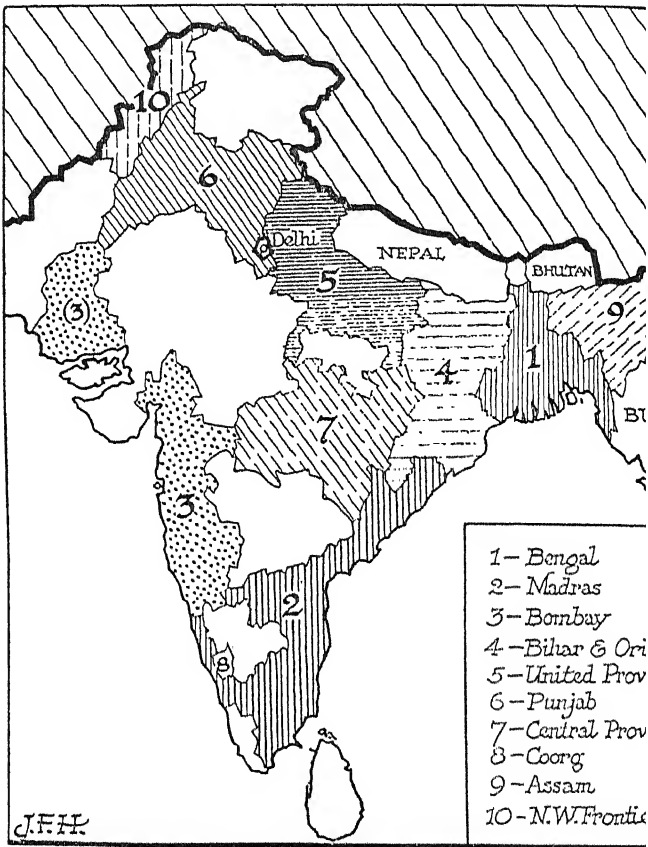 10
6
Delhi
NEPAL
BHUTAN
5
(3)
9
4
1
BU
7
3
2
8
1-Bengal
2-Madras
3-Bombay
4-Bihar & Ori
5-United Prov
6-Punjab
7-Central Prov
8-Coorg
9-Assam
10-N.W.Frontie
J.F.H.